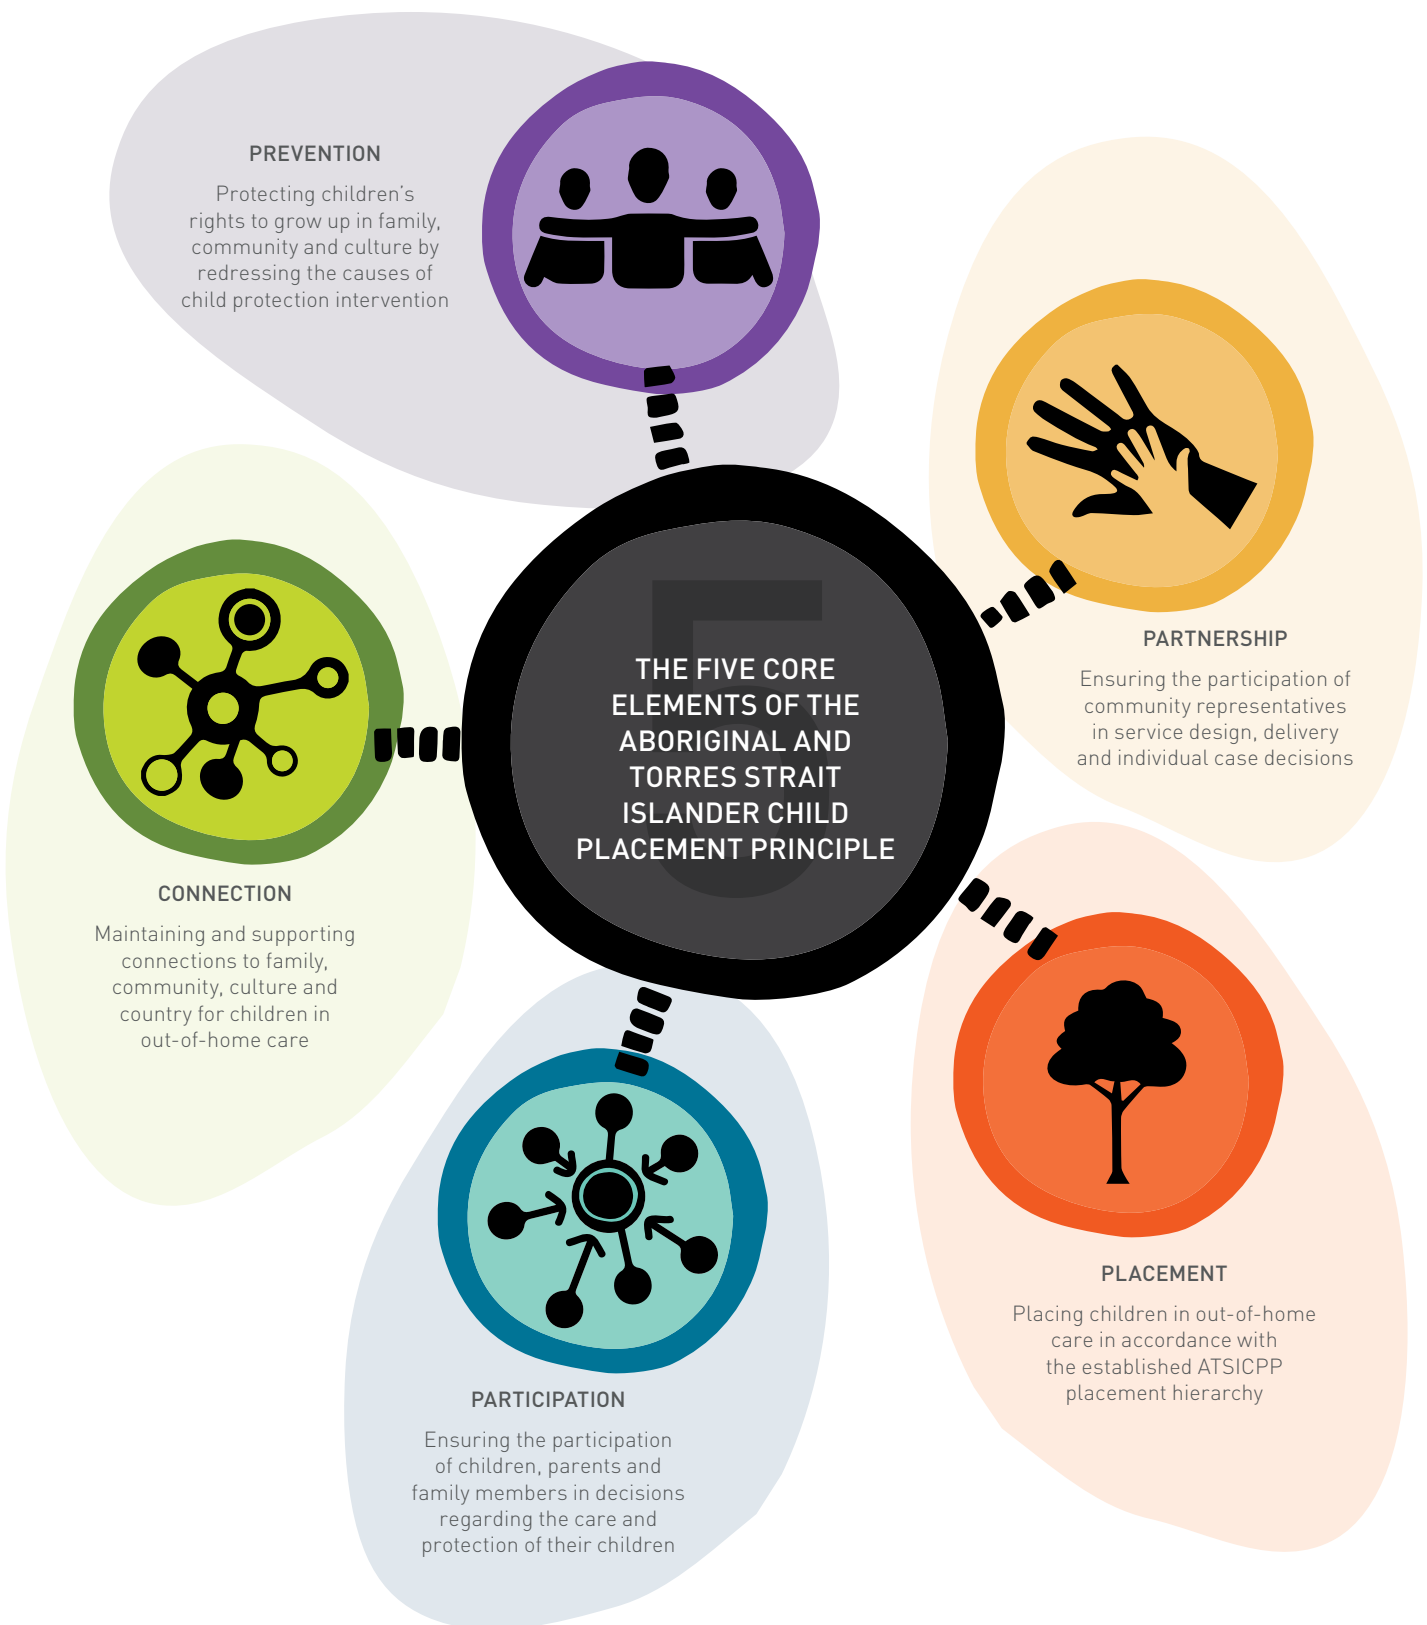 PREVENTION
Protecting children's
rights to grow up in family,
community and culture by
redressing the causes of
child protection intervention
PARTNERSHIP
Ensuring the participation of
community representatives
in service design, delivery
and individual case decisions
5
THE FIVE CORE
ELEMENTS OF THE
ABORIGINAL AND
TORRES STRAIT
ISLANDER CHILD
PLACEMENT PRINCIPLE
CONNECTION
Maintaining and supporting
connections to family,
community, culture and
country for children in
out-of-home care
PLACEMENT
Placing children in out-of-home
care in accordance with
the established ATSICPP
placement hierarchy
PARTICIPATION
Ensuring the participation
of children, parents and
family members in decisions
regarding the care and
protection of their children